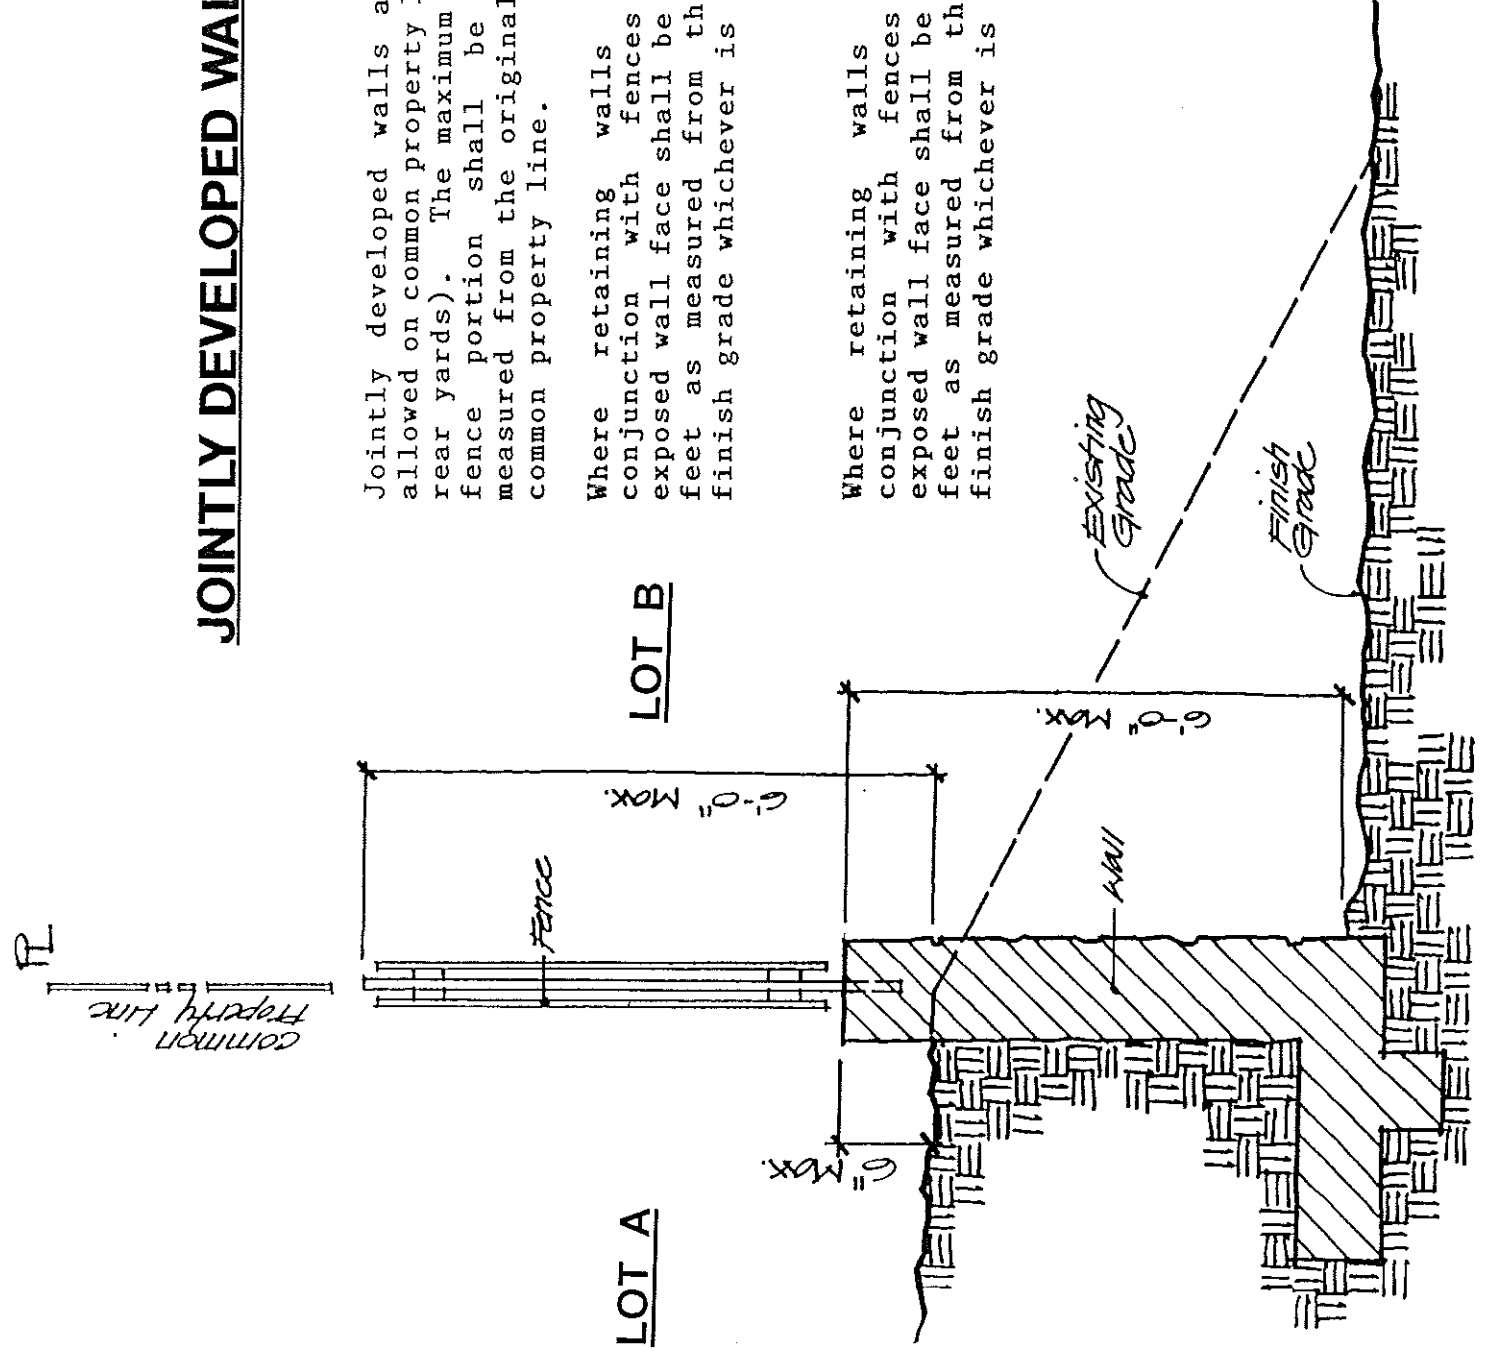 JOINTLY DEVELOPED WAL
Jointly developed walls a
allowed on common property
rear yards). The maximum
fence portion shall be
measured from the original
common property line.
Where retaining walls
conjunction with fences
exposed wall face shall be
feet as measured from th
finish grade whichever is
Where retaining walls
conjunction with fences
exposed wall face shall be
feet as measured from th
finish grade whichever is
PL
common
Property Line
LOT A
LOT B
Fence
6'-0" Max.
6'-0" Max.
6" Max.
Wall
Existing
Grade
Finish
Grade